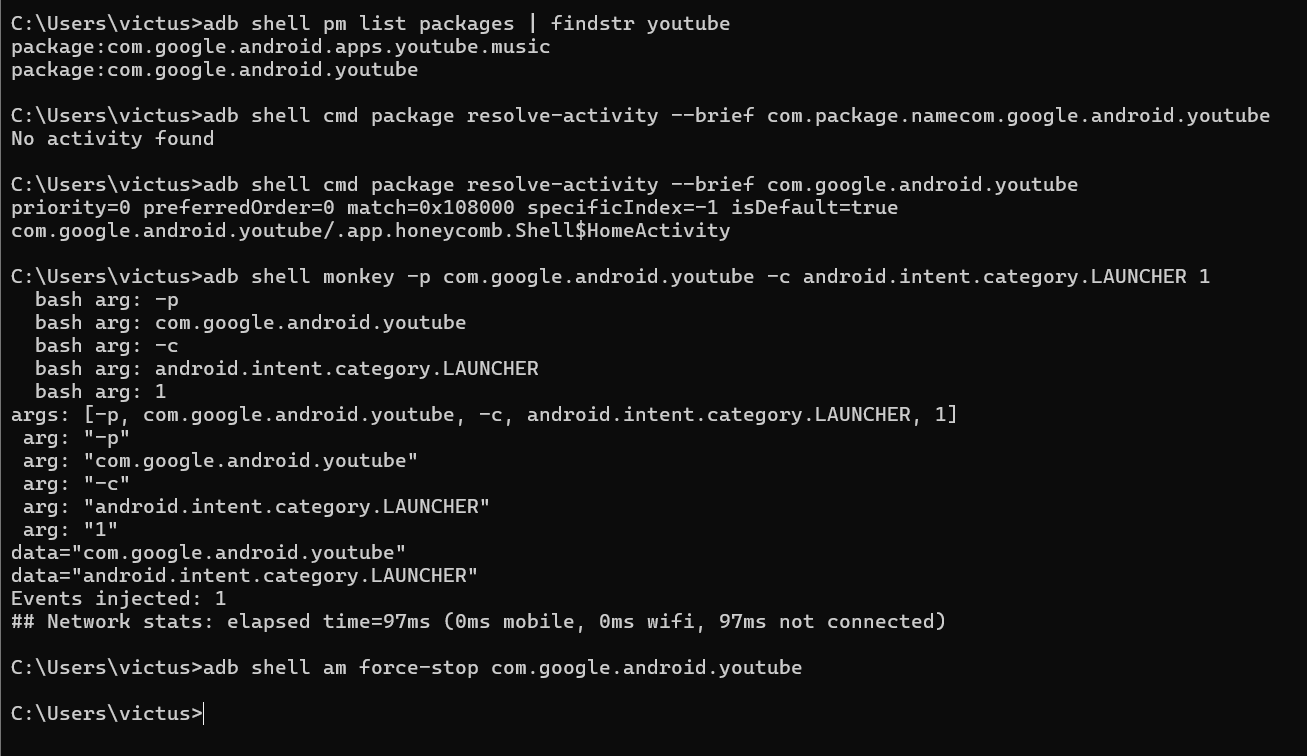 C:\Users\victus>adb shell pm list packages | findstr youtube
package:com.google.android.apps.youtube.music
package:com.google.android.youtube
C:\Users\victus>adb shell cmd package resolve-activity --brief com.package.namecom.google.android.youtube
No activity found
C:\Users\victus>adb shell cmd package resolve-activity --brief com.google.android.youtube
priority=0 preferredOrder=0 match=0x108000 specificIndex=-1 isDefault=true
com.google.android.youtube/.app.honeycomb.Shell$HomeActivity
C:\Users\victus>adb shell monkey -p com.google.android.youtube -c android.intent.category.LAUNCHER 1
  bash arg: -p
  bash arg: com.google.android.youtube
  bash arg: -c
  bash arg: android.intent.category.LAUNCHER
  bash arg: 1
args: [-p, com.google.android.youtube, -c, android.intent.category.LAUNCHER, 1]
 arg: "-p"
 arg: "com.google.android.youtube"
 arg: "-c"
 arg: "android.intent.category.LAUNCHER"
 arg: "1"
data="com.google.android.youtube"
data="android.intent.category.LAUNCHER"
Events injected: 1
## Network stats: elapsed time=97ms (0ms mobile, 0ms wifi, 97ms not connected)
C:\Users\victus>adb shell am force-stop com.google.android.youtube
C:\Users\victus>